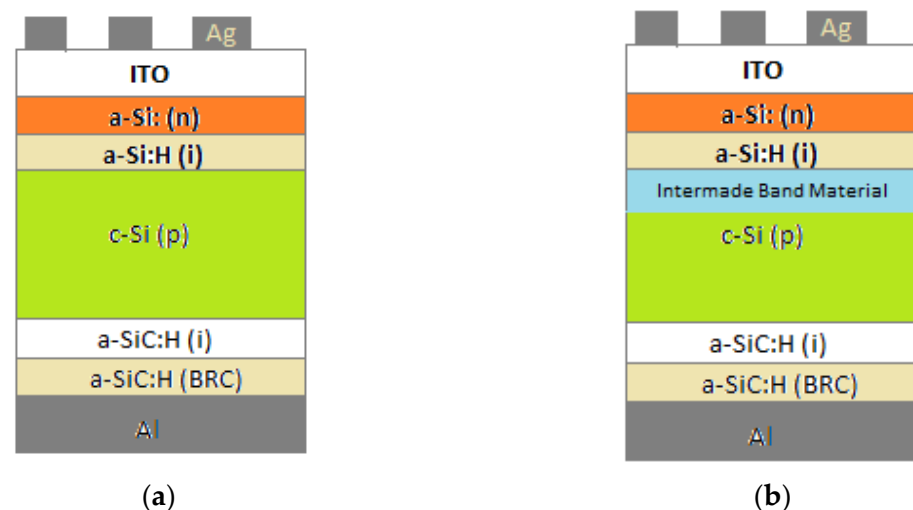 Ag
ITO
a-Si: (n)
a-Si:H (i)
c-Si (p)
a-SiC:H (i)
a-SiC:H (BRC)
Al
(a)
Ag
ITO
a-Si: (n)
a-Si:H (i)
Intermade Band Material
c-Si (p)
a-SiC:H (i)
a-SiC:H (BRC)
Al
(b)